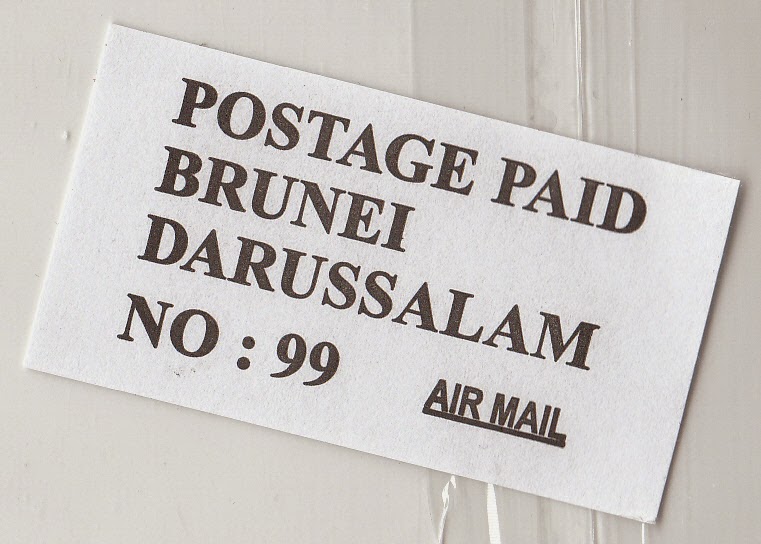 POSTAGE PAID
BRUNEI
DARUSSALAM
NO : 99
AIR MAIL